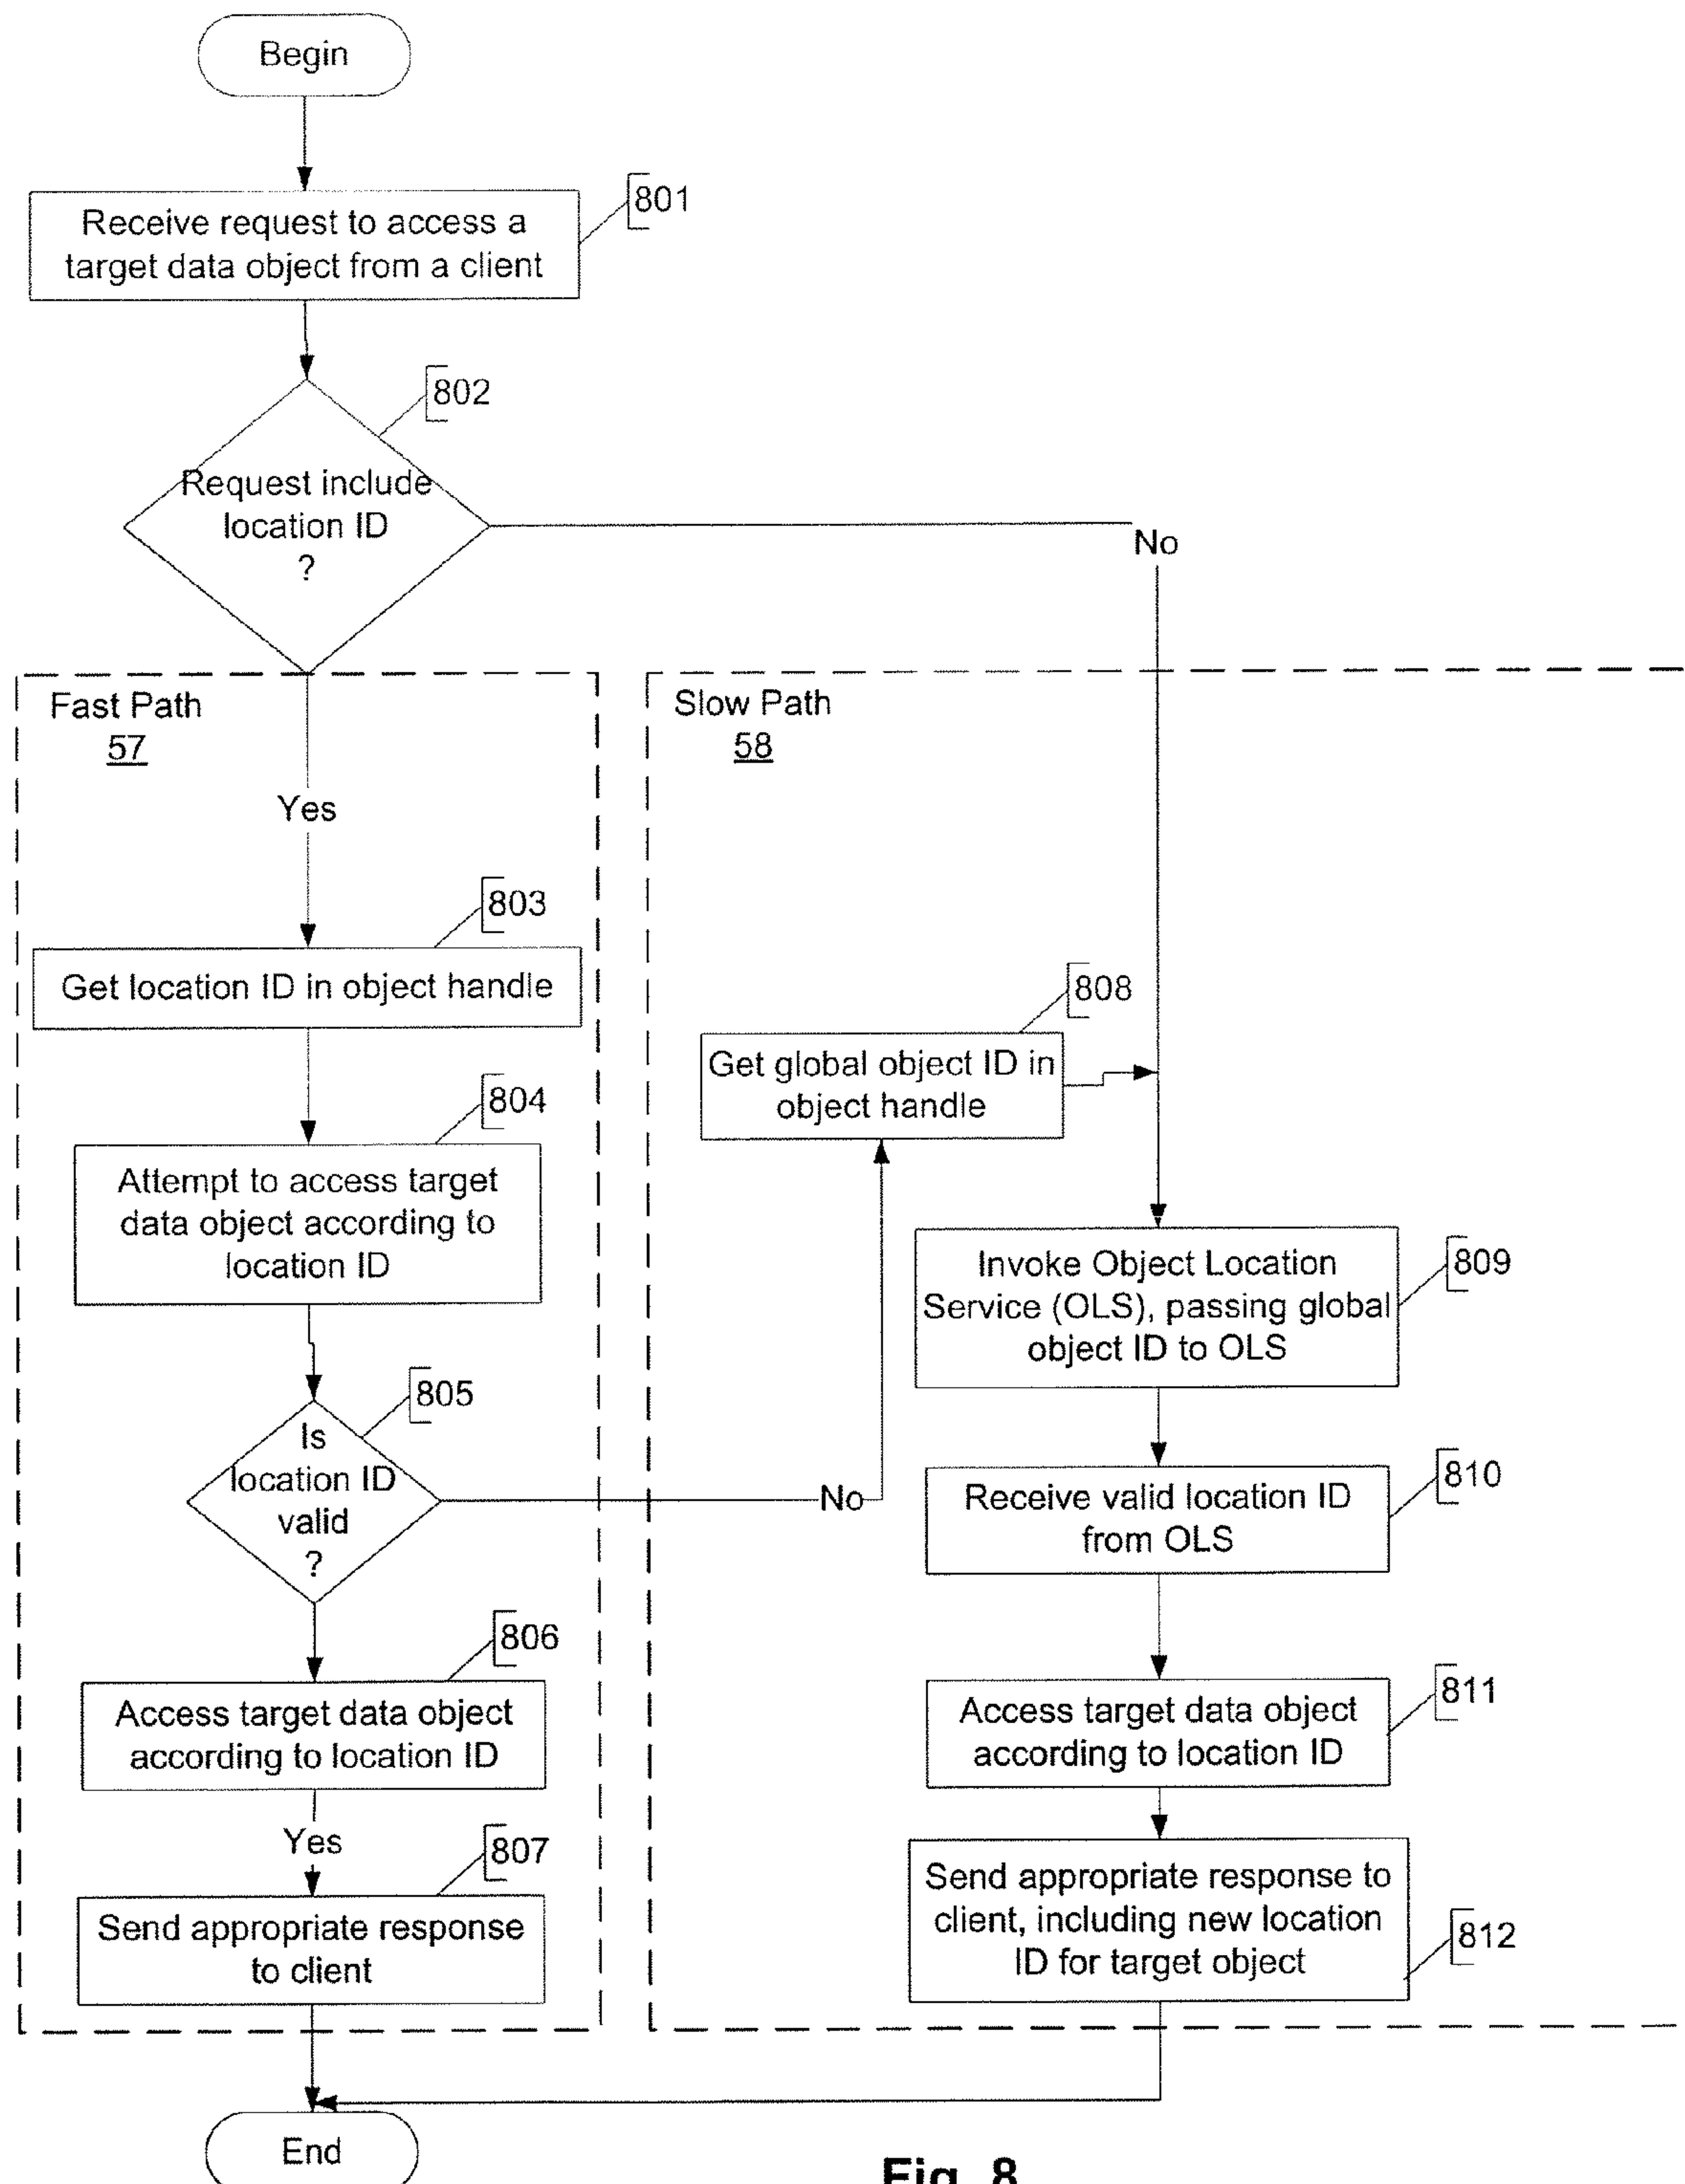 Begin
801
Receive request to access a
target data object from a client
802
Request include
location ID
?
No
Fast Path
57
Yes
803
Get location ID in object handle
804
Attempt to access target
data object according to
location ID
805
Is
location ID
valid
?
No
806
Access target data object
according to location ID
Yes
807
Send appropriate response
to client
Slow Path
58
808
Get global object ID in
object handle
809
Invoke Object Location
Service (OLS), passing global
object ID to OLS
810
Receive valid location ID
from OLS
811
Access target data object
according to location ID
812
Send appropriate response to
client, including new location
ID for target object
End
Fig. 8